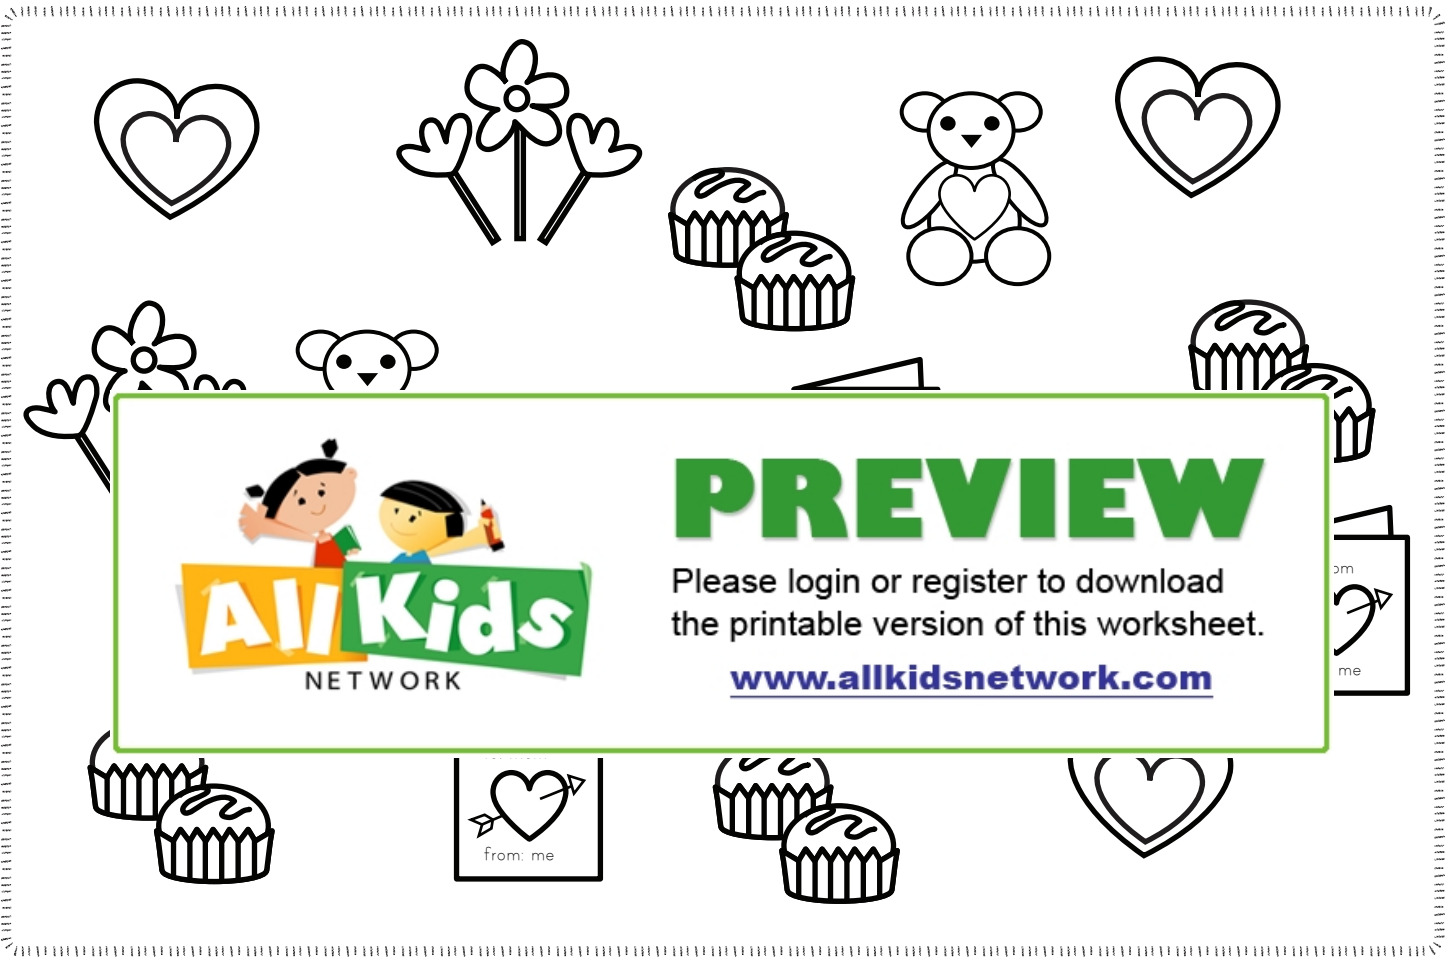 PREVIEW
Please login or register to download
the printable version of this worksheet.
www.allkidsnetwork.com
All Kids
NETWORK
me
from: me